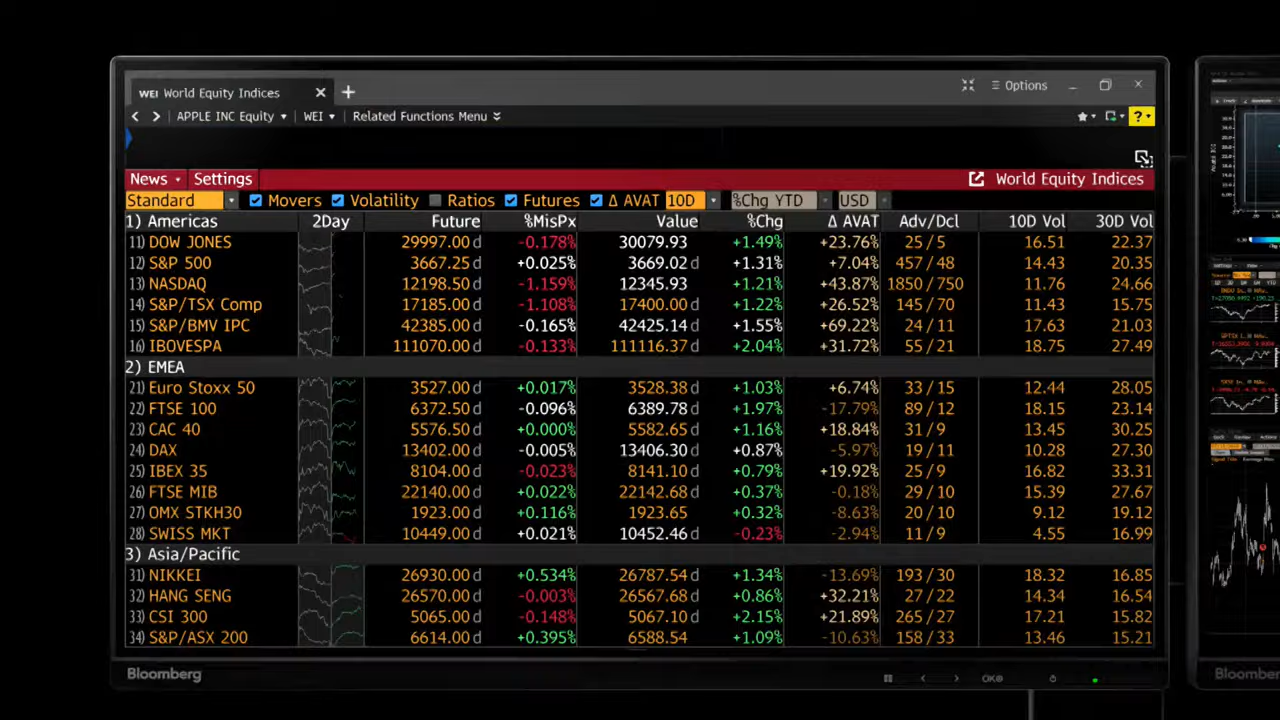 WEI World Equity Indices × +
Options
< > APPLE INC Equity WEI Related Functions Menu
?
News Settings World Equity Indices
Standard Movers Volatility Ratios Futures Δ AVAT 10D %Chg YTD USD
1) Americas 2Day Future %MisPx Value %Chg Δ AVAT Adv/Dcl 10D Vol 30D Vol
11) DOW JONES 29997.00 d -0.178% 30079.93 +1.49% +23.76% 25 / 5 16.51 22.37
12) S&P 500 3667.25 d +0.025% 3669.02 d +1.31% +7.04% 457 / 48 14.43 20.35
13) NASDAQ 12198.50 d -1.159% 12345.93 +1.21% +43.87% 1850 / 750 11.76 24.66
14) S&P/TSX Comp 17185.00 d -1.108% 17400.00 d +1.22% +26.52% 145 / 70 11.43 15.75
15) S&P/BMV IPC 42385.00 d -0.165% 42425.14 d +1.55% +69.22% 24 / 11 17.63 21.03
16) IBOVESPA 111070.00 d -0.133% 111116.37 d +2.04% +31.72% 55 / 21 18.75 27.49
2) EMEA
21) Euro Stoxx 50 3527.00 d +0.017% 3528.38 d +1.03% +6.74% 33 / 15 12.44 28.05
22) FTSE 100 6372.50 d -0.096% 6389.78 d +1.97% -17.79% 89 / 12 18.15 23.14
23) CAC 40 5576.50 d +0.000% 5582.65 d +1.16% +18.84% 31 / 9 13.45 30.25
24) DAX 13402.00 d -0.005% 13406.30 d +0.87% -5.97% 19 / 11 10.28 27.30
25) IBEX 35 8104.00 d -0.023% 8141.10 d +0.79% +19.92% 25 / 9 16.82 33.31
26) FTSE MIB 22140.00 d +0.022% 22142.68 d +0.37% -0.18% 29 / 10 15.39 27.67
27) OMX STKH30 1923.00 d +0.116% 1923.65 +0.32% -8.63% 20 / 10 9.12 19.12
28) SWISS MKT 10449.00 d +0.021% 10452.46 d -0.23% -2.94% 11 / 9 4.55 16.99
3) Asia/Pacific
31) NIKKEI 26930.00 d +0.534% 26787.54 d +1.34% -13.69% 193 / 30 18.32 16.85
32) HANG SENG 26570.00 d -0.003% 26567.68 d +0.86% +32.21% 27 / 22 14.34 16.54
33) CSI 300 5065.00 d -0.148% 5067.10 d +2.15% +21.89% 265 / 27 17.21 15.82
34) S&P/ASX 200 6614.00 d +0.395% 6588.54 +1.09% -10.63% 158 / 33 13.46 15.21
Bloomberg OK
Bloomberg